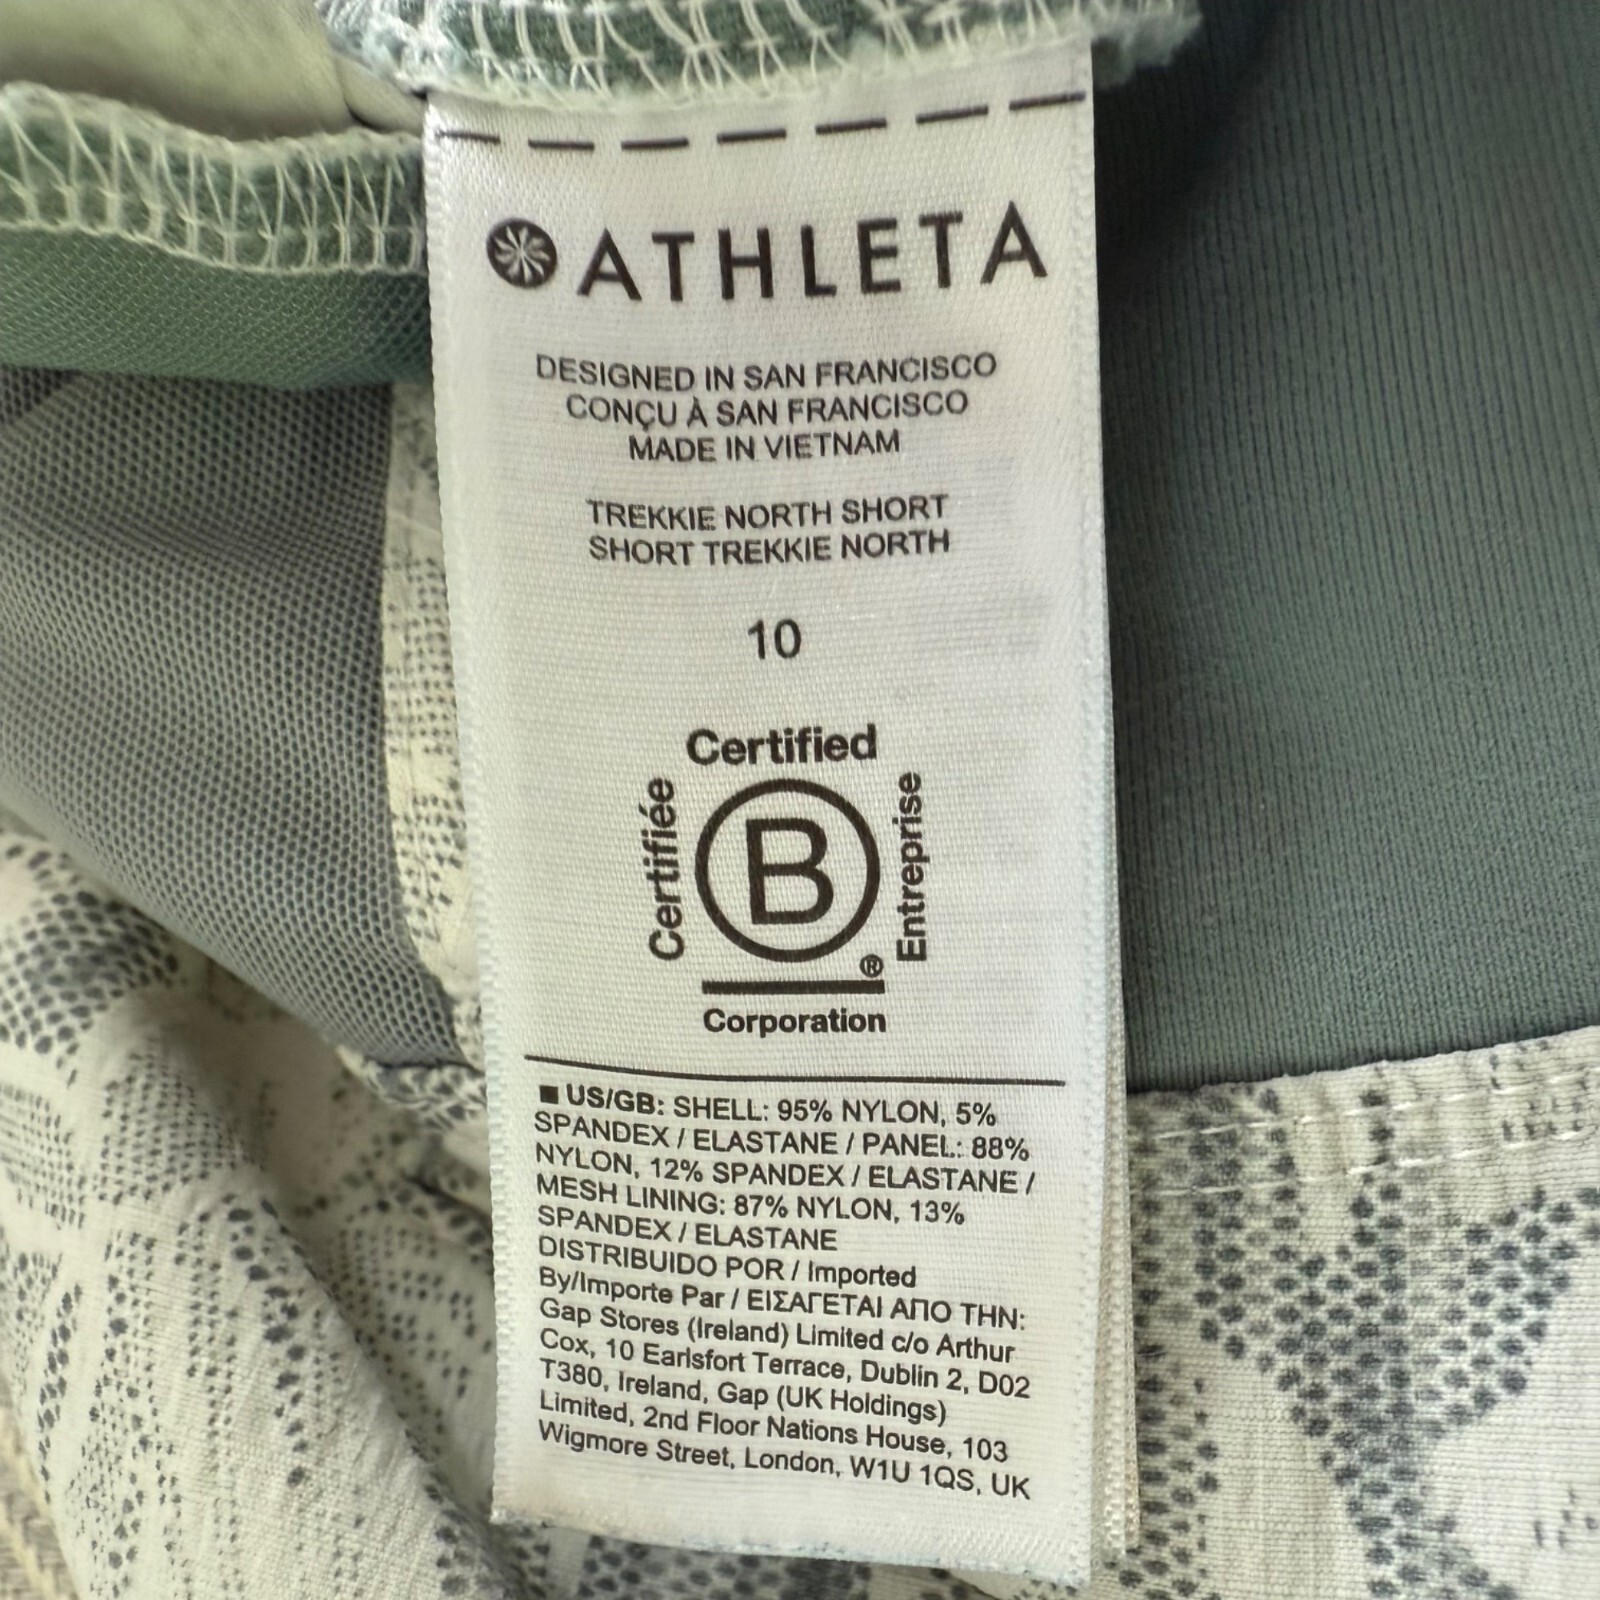 ATHLETA
DESIGNED IN SAN FRANCISCO
CONÇU À SAN FRANCISCO
MADE IN VIETNAM
TREKKIE NORTH SHORT
SHORT TREKKIE NORTH
10
Certified
Certifiée
B
Entreprise
®
Corporation
■ US/GB: SHELL: 95% NYLON, 5%
SPANDEX / ELASTANE / PANEL: 88%
NYLON, 12% SPANDEX / ELASTANE /
MESH LINING: 87% NYLON, 13%
SPANDEX / ELASTANE
DISTRIBUIDO POR / Imported
By/Importe Par / ΕΙΣΑΓΕΤΑΙ ΑΠΟ ΤΗΝ:
Gap Stores (Ireland) Limited c/o Arthur
Cox, 10 Earlsfort Terrace, Dublin 2, D02
T380, Ireland, Gap (UK Holdings)
Limited, 2nd Floor Nations House, 103
Wigmore Street, London, W1U 1QS, UK